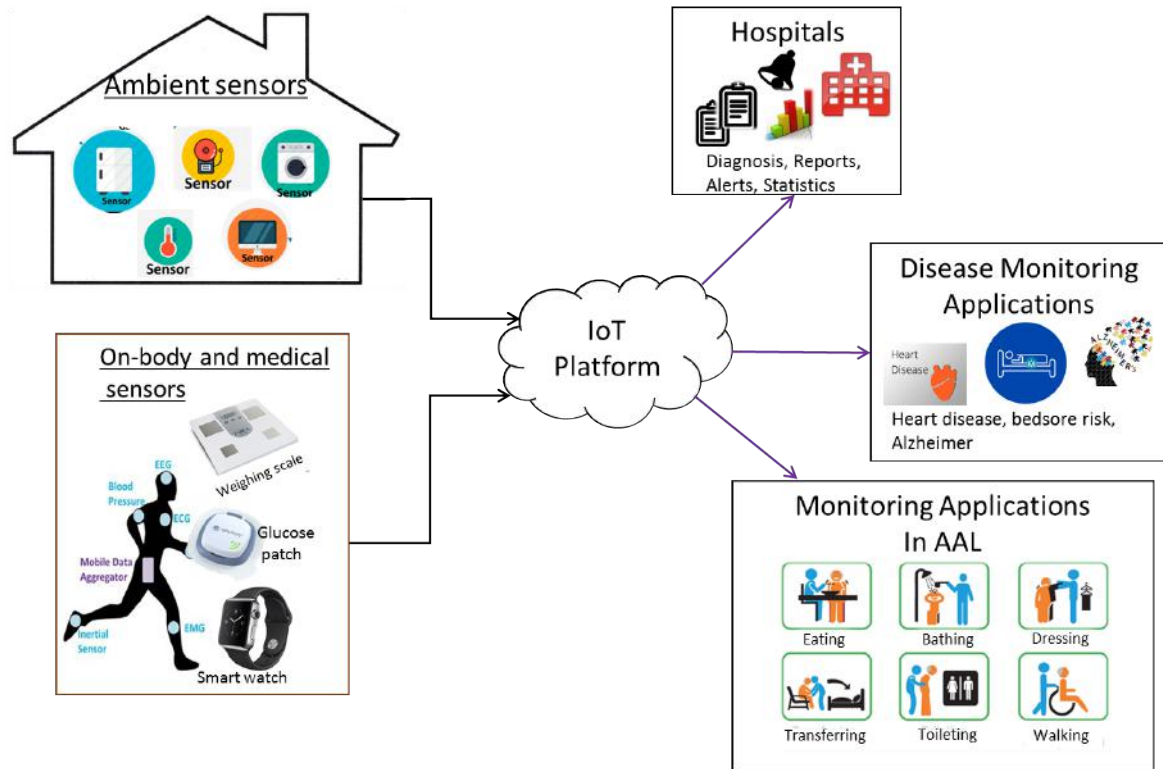 Ambient sensors
Sensor
Sensor
Sensor
Sensor
Sensor
On-body and medical
sensors
Weighing scale
EEG
Blood
Pressure
ECG
Glucose
patch
Mobile Data
Aggregator
Inertial
Sensor
EMG
Smart watch
IoT
Platform
Hospitals
Diagnosis, Reports,
Alerts, Statistics
Disease Monitoring
Applications
Heart
Disease
ALZHEIMER'S
Heart disease, bedsore risk,
Alzheimer
Monitoring Applications
In AAL
Eating
Bathing
Dressing
Transferring
Toileting
Walking